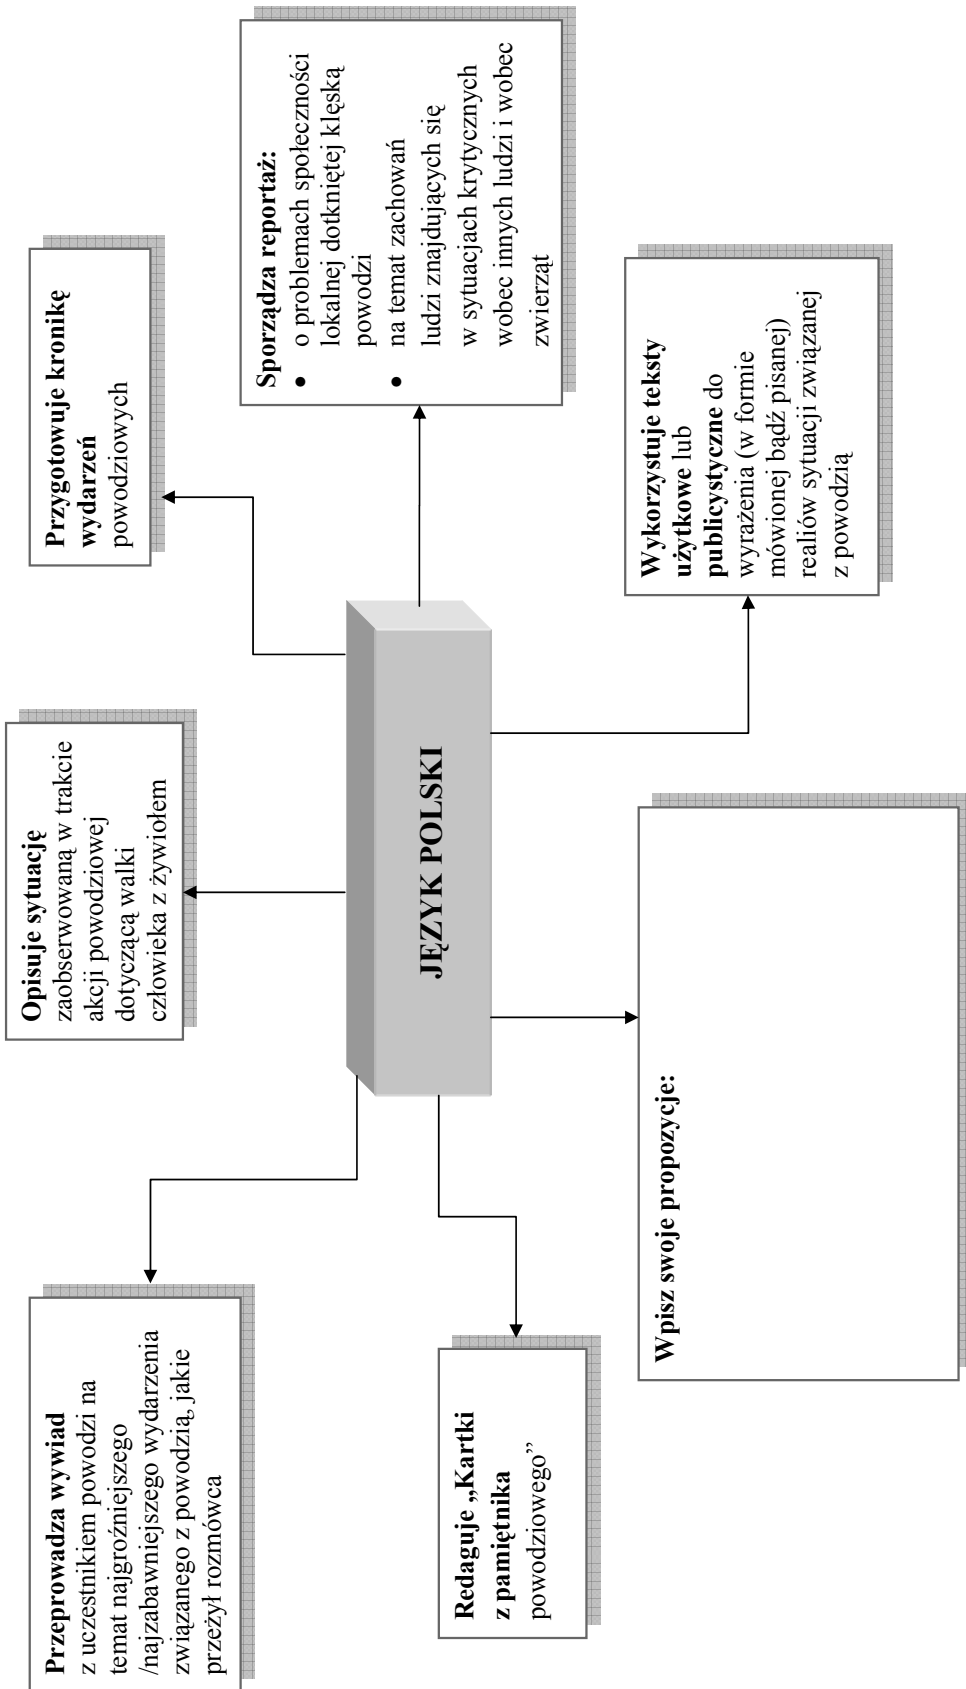 Przeprowadza wywiad
z uczestnikiem powodzi na
temat najgroźniejszego
/najzabawniejszego wydarzenia
związanego z powodzią, jakie
przeżył rozmówca
Opisuje sytuację
zaobserwowaną w trakcie
akcji powodziowej
dotyczącą walki
człowieka z żywiołem
Przygotowuje kronikę
wydarzeń
powodziowych
Sporządza reportaż:
• o problemach społeczności
lokalnej dotkniętej klęską
powodzi
• na temat zachowań
ludzi znajdujących się
w sytuacjach krytycznych
wobec innych ludzi i wobec
zwierząt
JĘZYK POLSKI
Redaguje „Kartki
z pamiętnika
powodziowego”
Wpisz swoje propozycje:
Wykorzystuje teksty
użytkowe lub
publicystyczne do
wyrażenia (w formie
mówionej bądź pisanej)
realiów sytuacji związanej
z powodzią